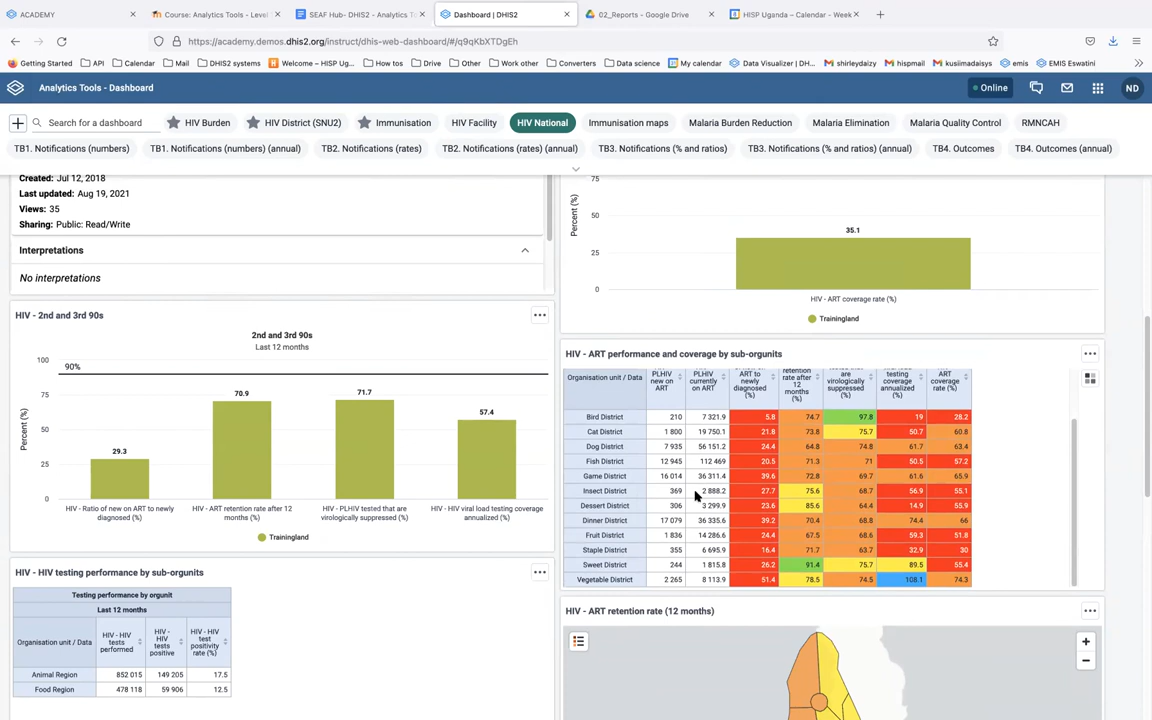 ACADEMY
Course: Analytics Tools - Level
SEAF Hub- DHIS2 - Analytics To
Dashboard | DHIS2
02_Reports - Google Drive
HISP Uganda – Calendar - Week
https://academy.demos.dhis2.org/instruct/dhis-web-dashboard/#/q9qKbXTDgEh
Getting Started
API
Calendar
Mail
DHIS2 systems
Welcome – HISP Ug...
How tos
Drive
Other
Work other
Converters
Data science
My calendar
Data Visualizer | DH...
shirleydaizy
hispmail
kusiimadaisys
emis
EMIS Eswatini
Analytics Tools - Dashboard
Online
ND
Search for a dashboard
HIV Burden
HIV District (SNU2)
Immunisation
HIV Facility
HIV National
Immunisation maps
Malaria Burden Reduction
Malaria Elimination
Malaria Quality Control
RMNCAH
TB1. Notifications (numbers)
TB1. Notifications (numbers) (annual)
TB2. Notifications (rates)
TB2. Notifications (rates) (annual)
TB3. Notifications (% and ratios)
TB3. Notifications (% and ratios) (annual)
TB4. Outcomes
TB4. Outcomes (annual)
Created: Jul 12, 2018
Last updated: Aug 19, 2021
Views: 35
Sharing: Public: Read/Write
Interpretations
No interpretations
75
50
25
0
Percent (%)
35.1
HIV - ART coverage rate (%)
Trainingland
HIV - 2nd and 3rd 90s
2nd and 3rd 90s
Last 12 months
100
75
50
25
0
Percent (%)
90%
29.3
70.9
71.7
57.4
HIV - Ratio of new on ART to newly diagnosed (%)
HIV - ART retention rate after 12 months (%)
HIV - PLHIV tested that are virologically suppressed (%)
HIV - HIV viral load testing coverage annualized (%)
Trainingland
HIV - ART performance and coverage by sub-orgunits
Organisation unit / Data
PLHIV new on ART
PLHIV currently on ART
ART to newly diagnosed (%)
retention rate after 12 months (%)
are virologically suppressed (%)
testing coverage annualized (%)
ART coverage rate (%)
Bird District 210 7 321.9 5.8 74.7 97.8 19 28.2
Cat District 1 800 19 750.1 21.8 73.8 75.7 50.7 60.8
Dog District 7 935 56 151.2 24.4 64.8 74.8 61.7 63.4
Fish District 12 945 112 469 20.5 71.3 71 50.5 57.2
Game District 16 014 36 311.4 39.6 72.8 69.7 61.6 65.9
Insect District 369 2 888.2 27.7 75.6 68.7 56.9 55.1
Dessert District 306 3 299.9 23.6 85.6 64.4 14.9 55.9
Dinner District 17 079 36 335.6 39.2 70.4 68.8 74.4 66
Fruit District 1 836 14 286.6 24.4 67.5 68.6 59.3 51.8
Staple District 355 6 695.9 16.4 71.7 63.7 32.9 30
Sweet District 244 1 815.8 26.2 91.4 75.7 89.5 55.4
Vegetable District 2 265 8 113.9 51.4 78.5 74.5 108.1 74.3
HIV - HIV testing performance by sub-orgunits
Testing performance by orgunit
Last 12 months
Organisation unit / Data
HIV - HIV tests performed
HIV - HIV tests positive
HIV - HIV test positivity rate (%)
Animal Region 852 015 149 205 17.5
Food Region 478 118 59 906 12.5
HIV - ART retention rate (12 months)